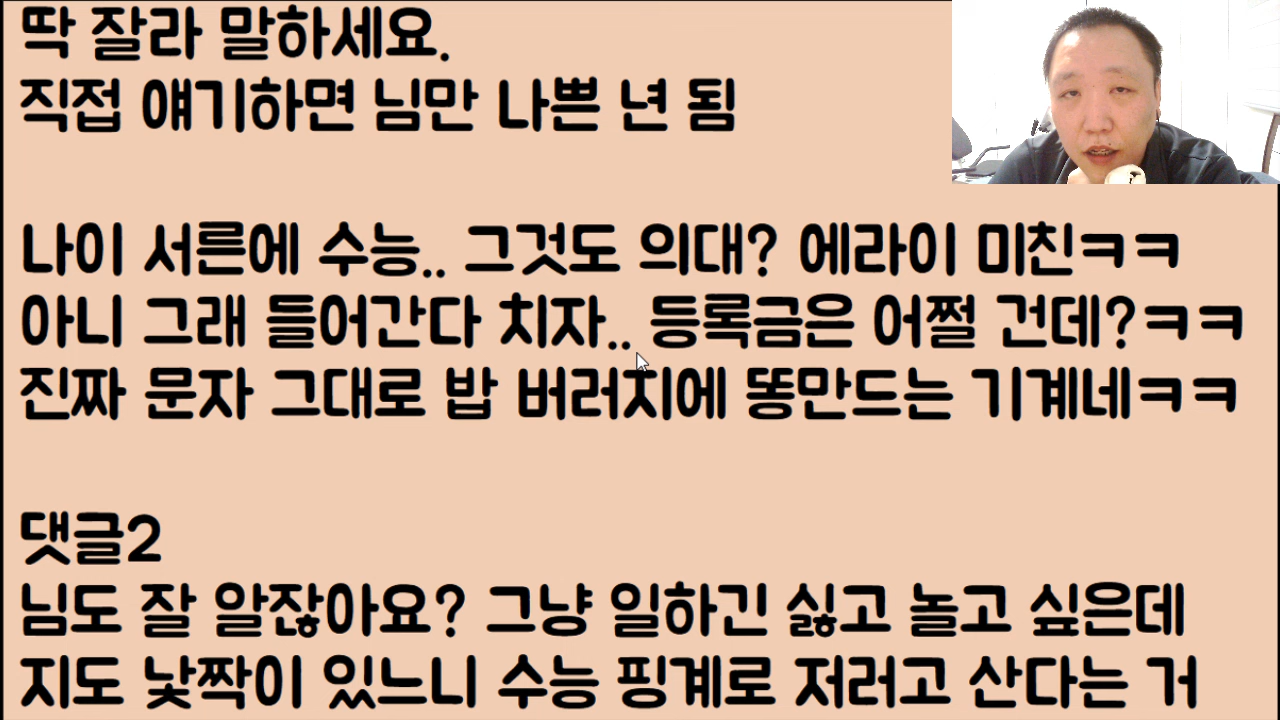 딱 잘라 말하세요.
직접 얘기하면 님만 나쁜 년 됨
나이 서른에 수능.. 그것도 의대? 에라이 미친ㅋㅋ
아니 그래 들어간다 치자.. 등록금은 어쩔 건데?ㅋㅋ
진짜 문자 그대로 밥 버러지에 똥만드는 기계네ㅋㅋ
댓글2
님도 잘 알잖아요? 그냥 일하긴 싫고 놀고 싶은데
지도 낯짝이 있느니 수능 핑계로 저러고 산다는 거